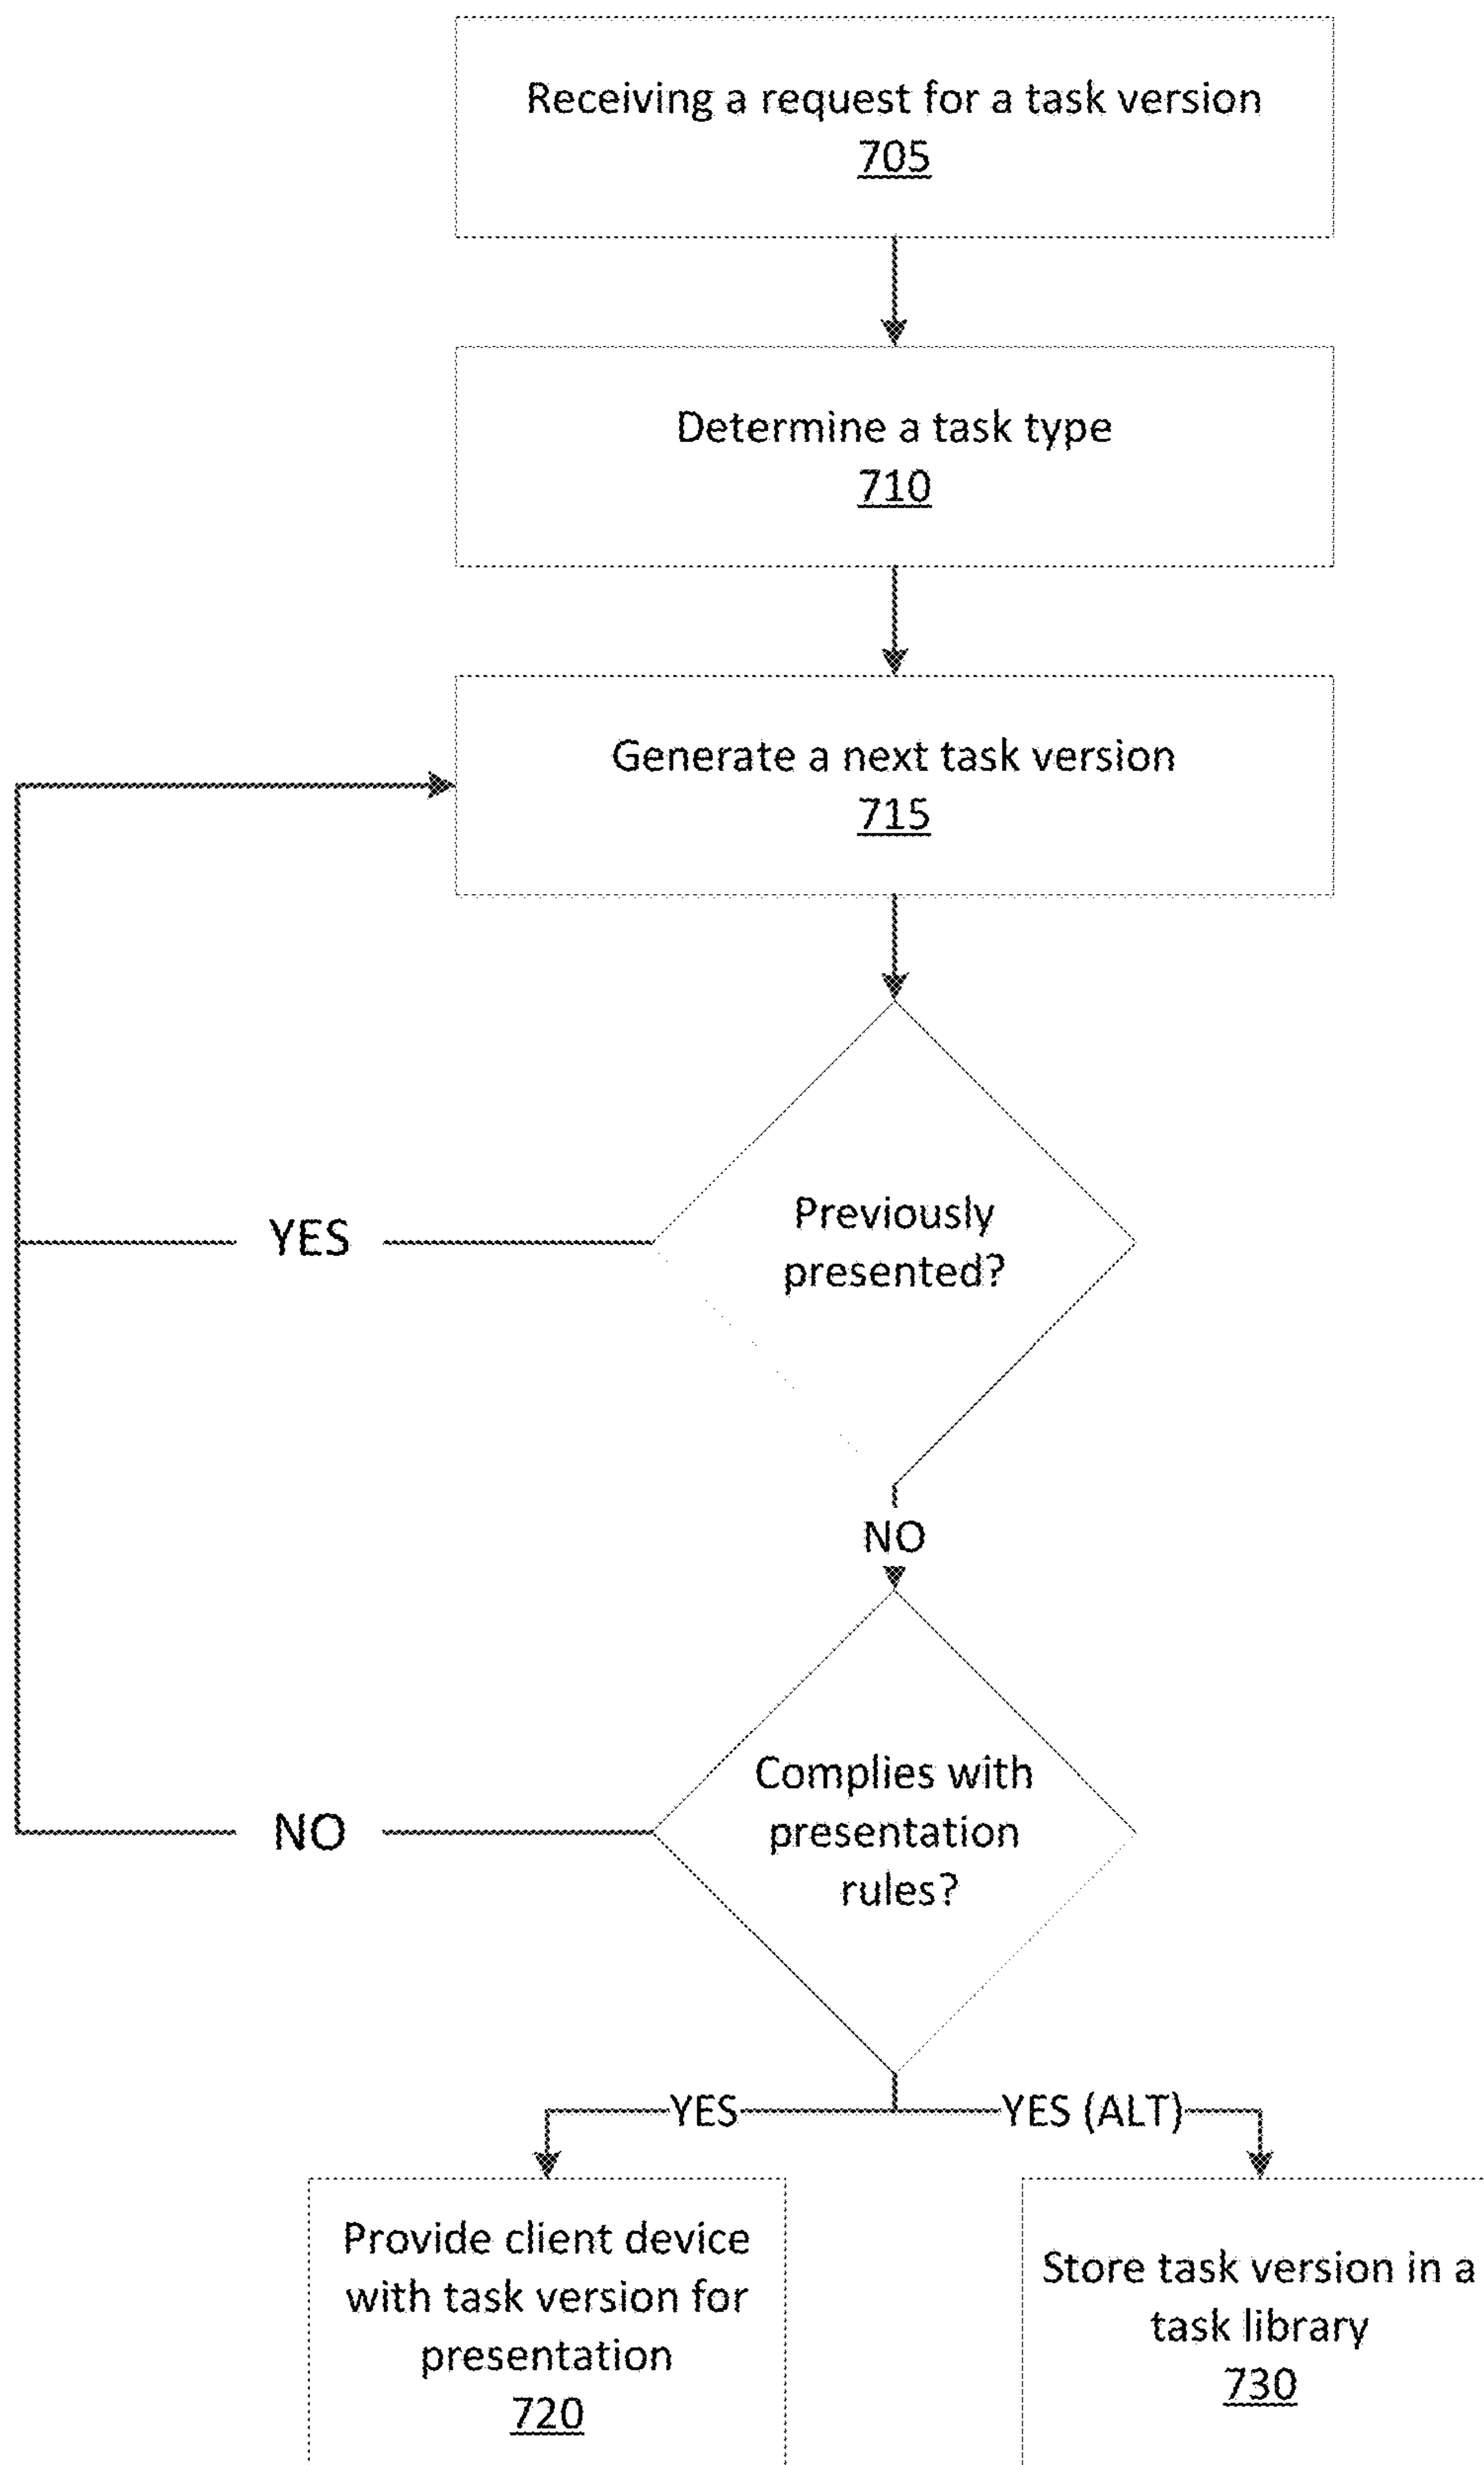 Receiving a request for a task version
705
Determine a task type
710
Generate a next task version
715
Previously
presented?
YES
NO
Complies with
presentation
rules?
NO
YES
YES (ALT)
Provide client device
with task version for
presentation
720
Store task version in a
task library
730